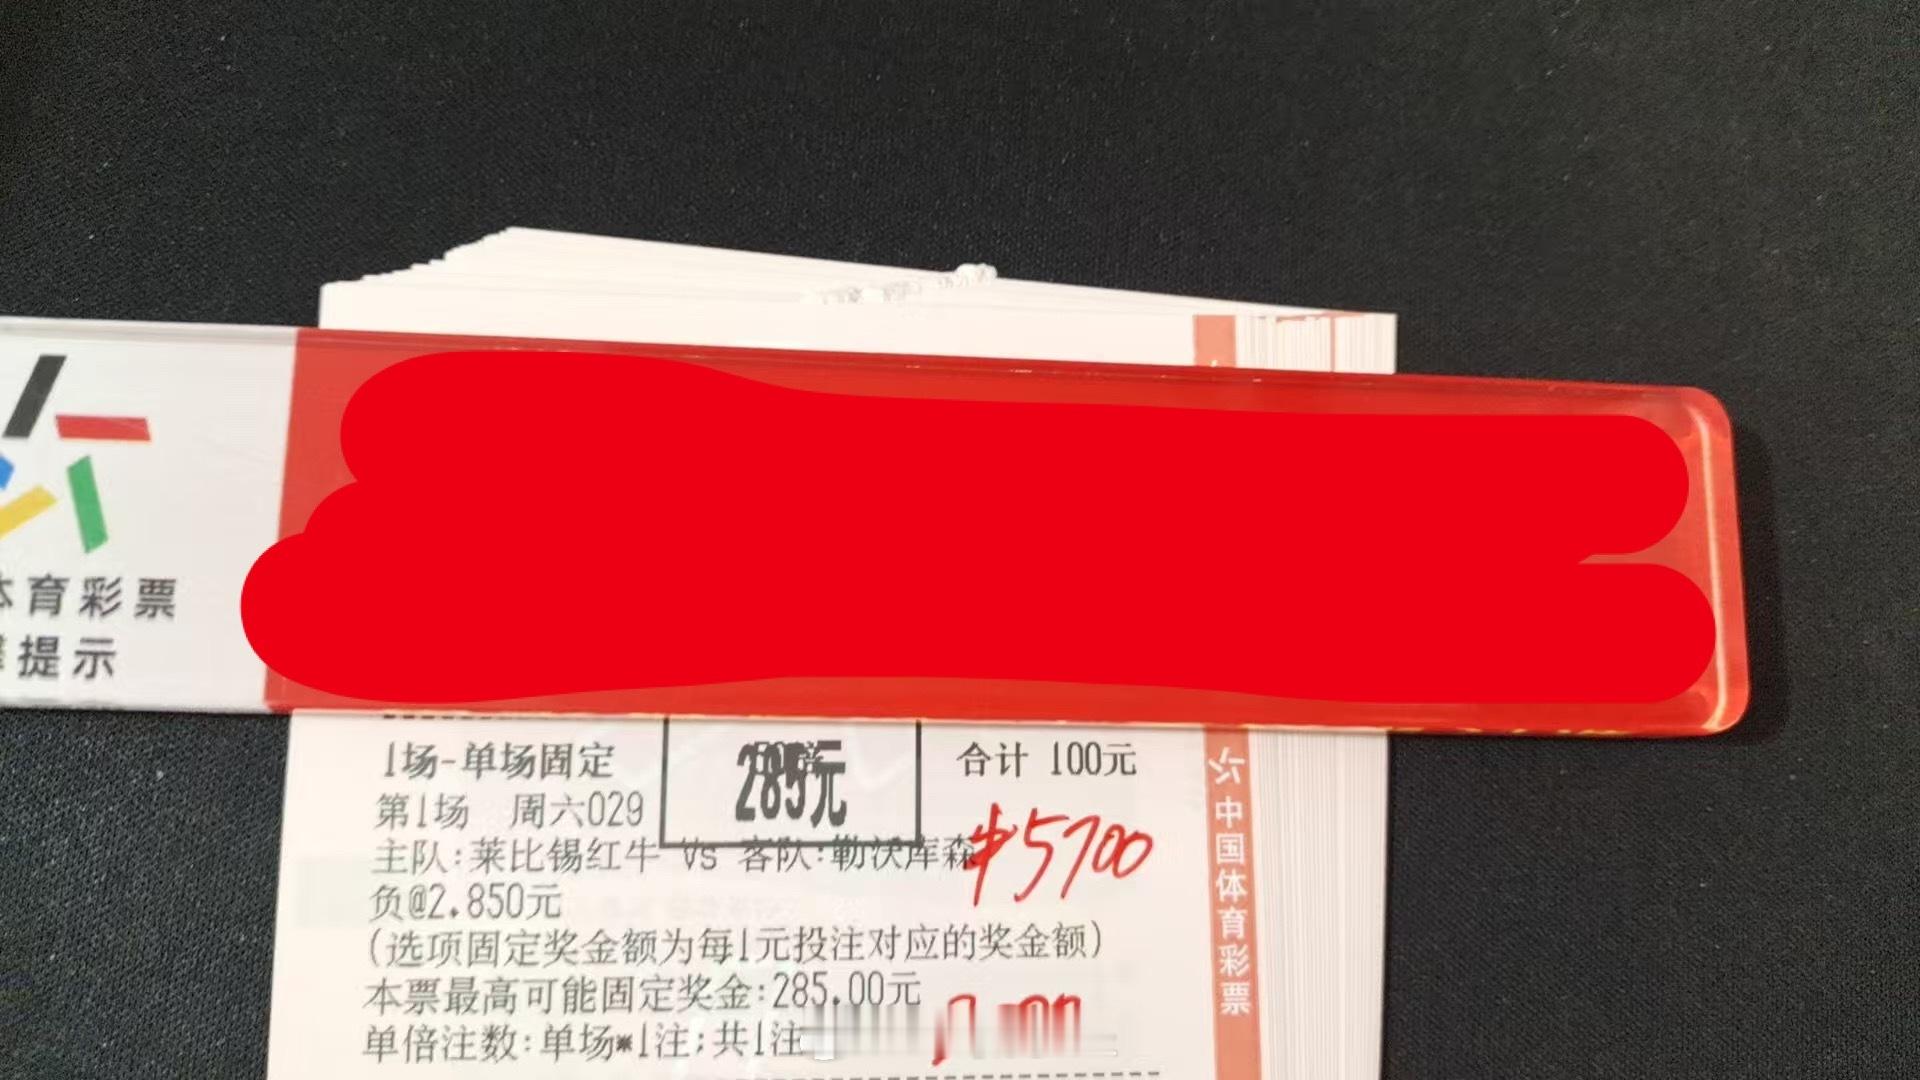 体育彩票
提示
1场-单场固定
285元
合计 100元
第1场 周六029
主队:莱比锡红牛 Vs 客队:勒沃库森
¥5700
负@2.850元
(选项固定奖金额为每1元投注对应的奖金额)
本票最高可能固定奖金:285.00元
单倍注数:单场*1注;共1注
中国体育彩票